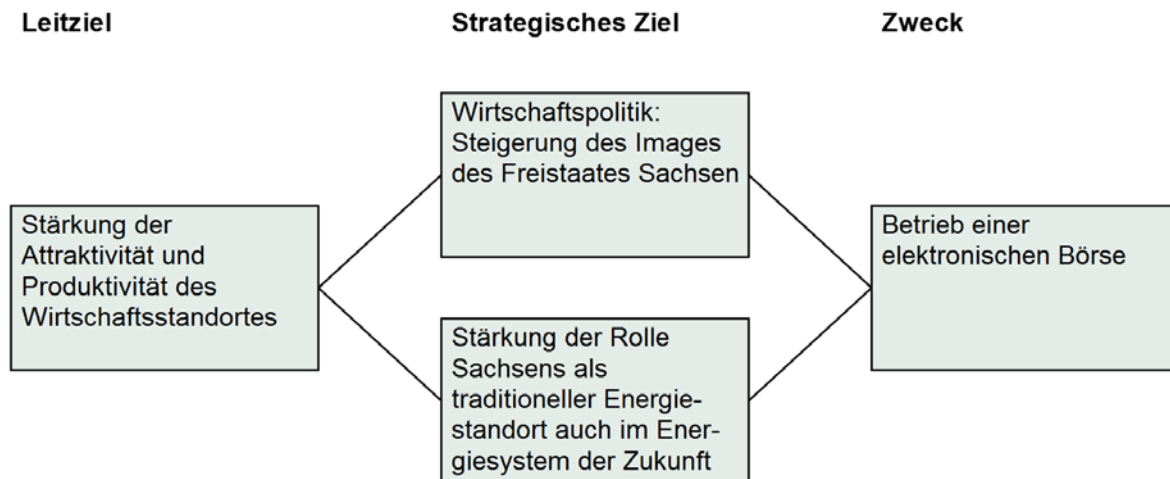 Leitziel
Strategisches Ziel
Zweck
Wirtschaftspolitik:
Steigerung des Images
des Freistaates Sachsen
Stärkung der
Attraktivität und
Produktivität des
Wirtschaftsstandortes
Betrieb einer
elektronischen Börse
Stärkung der Rolle
Sachsens als
traditioneller Energie-
standort auch im Ener-
giesystem der Zukunft